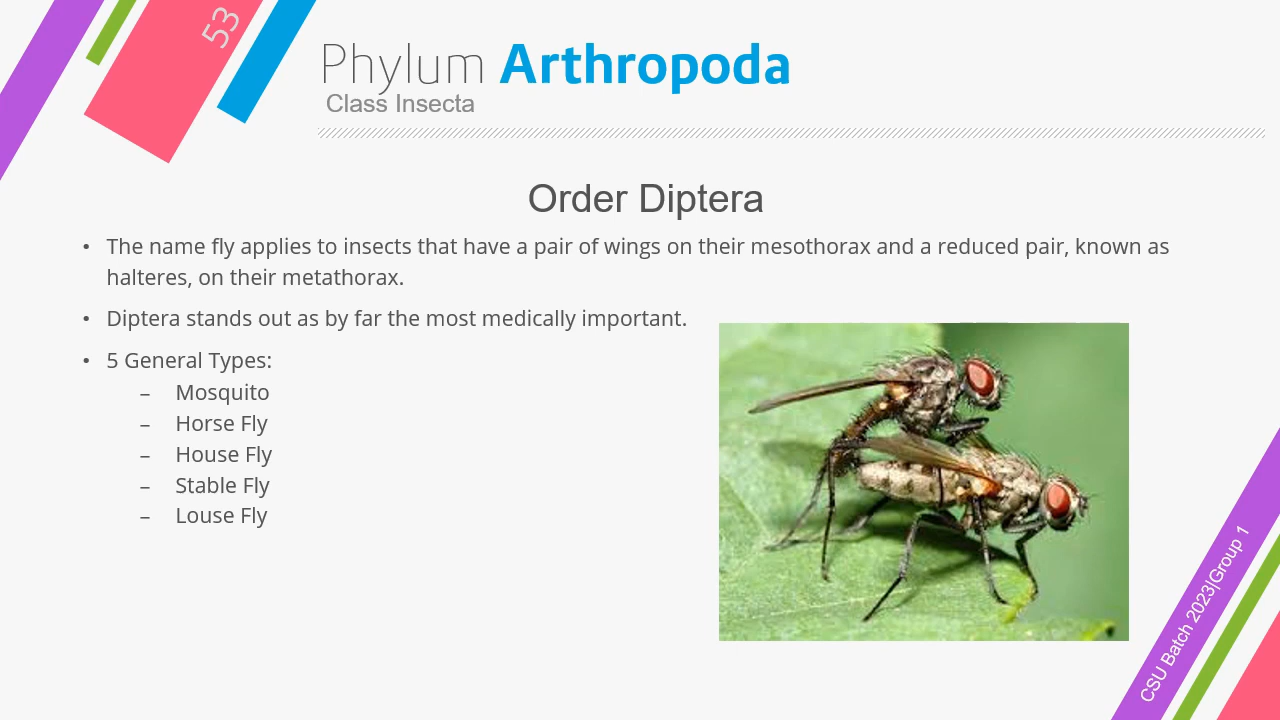 53
Phylum Arthropoda
Class Insecta
Order Diptera
• The name fly applies to insects that have a pair of wings on their mesothorax and a reduced pair, known as
halteres, on their metathorax.
• Diptera stands out as by far the most medically important.
• 5 General Types:
– Mosquito
– Horse Fly
– House Fly
– Stable Fly
– Louse Fly
CSU Batch 2023|Group 1